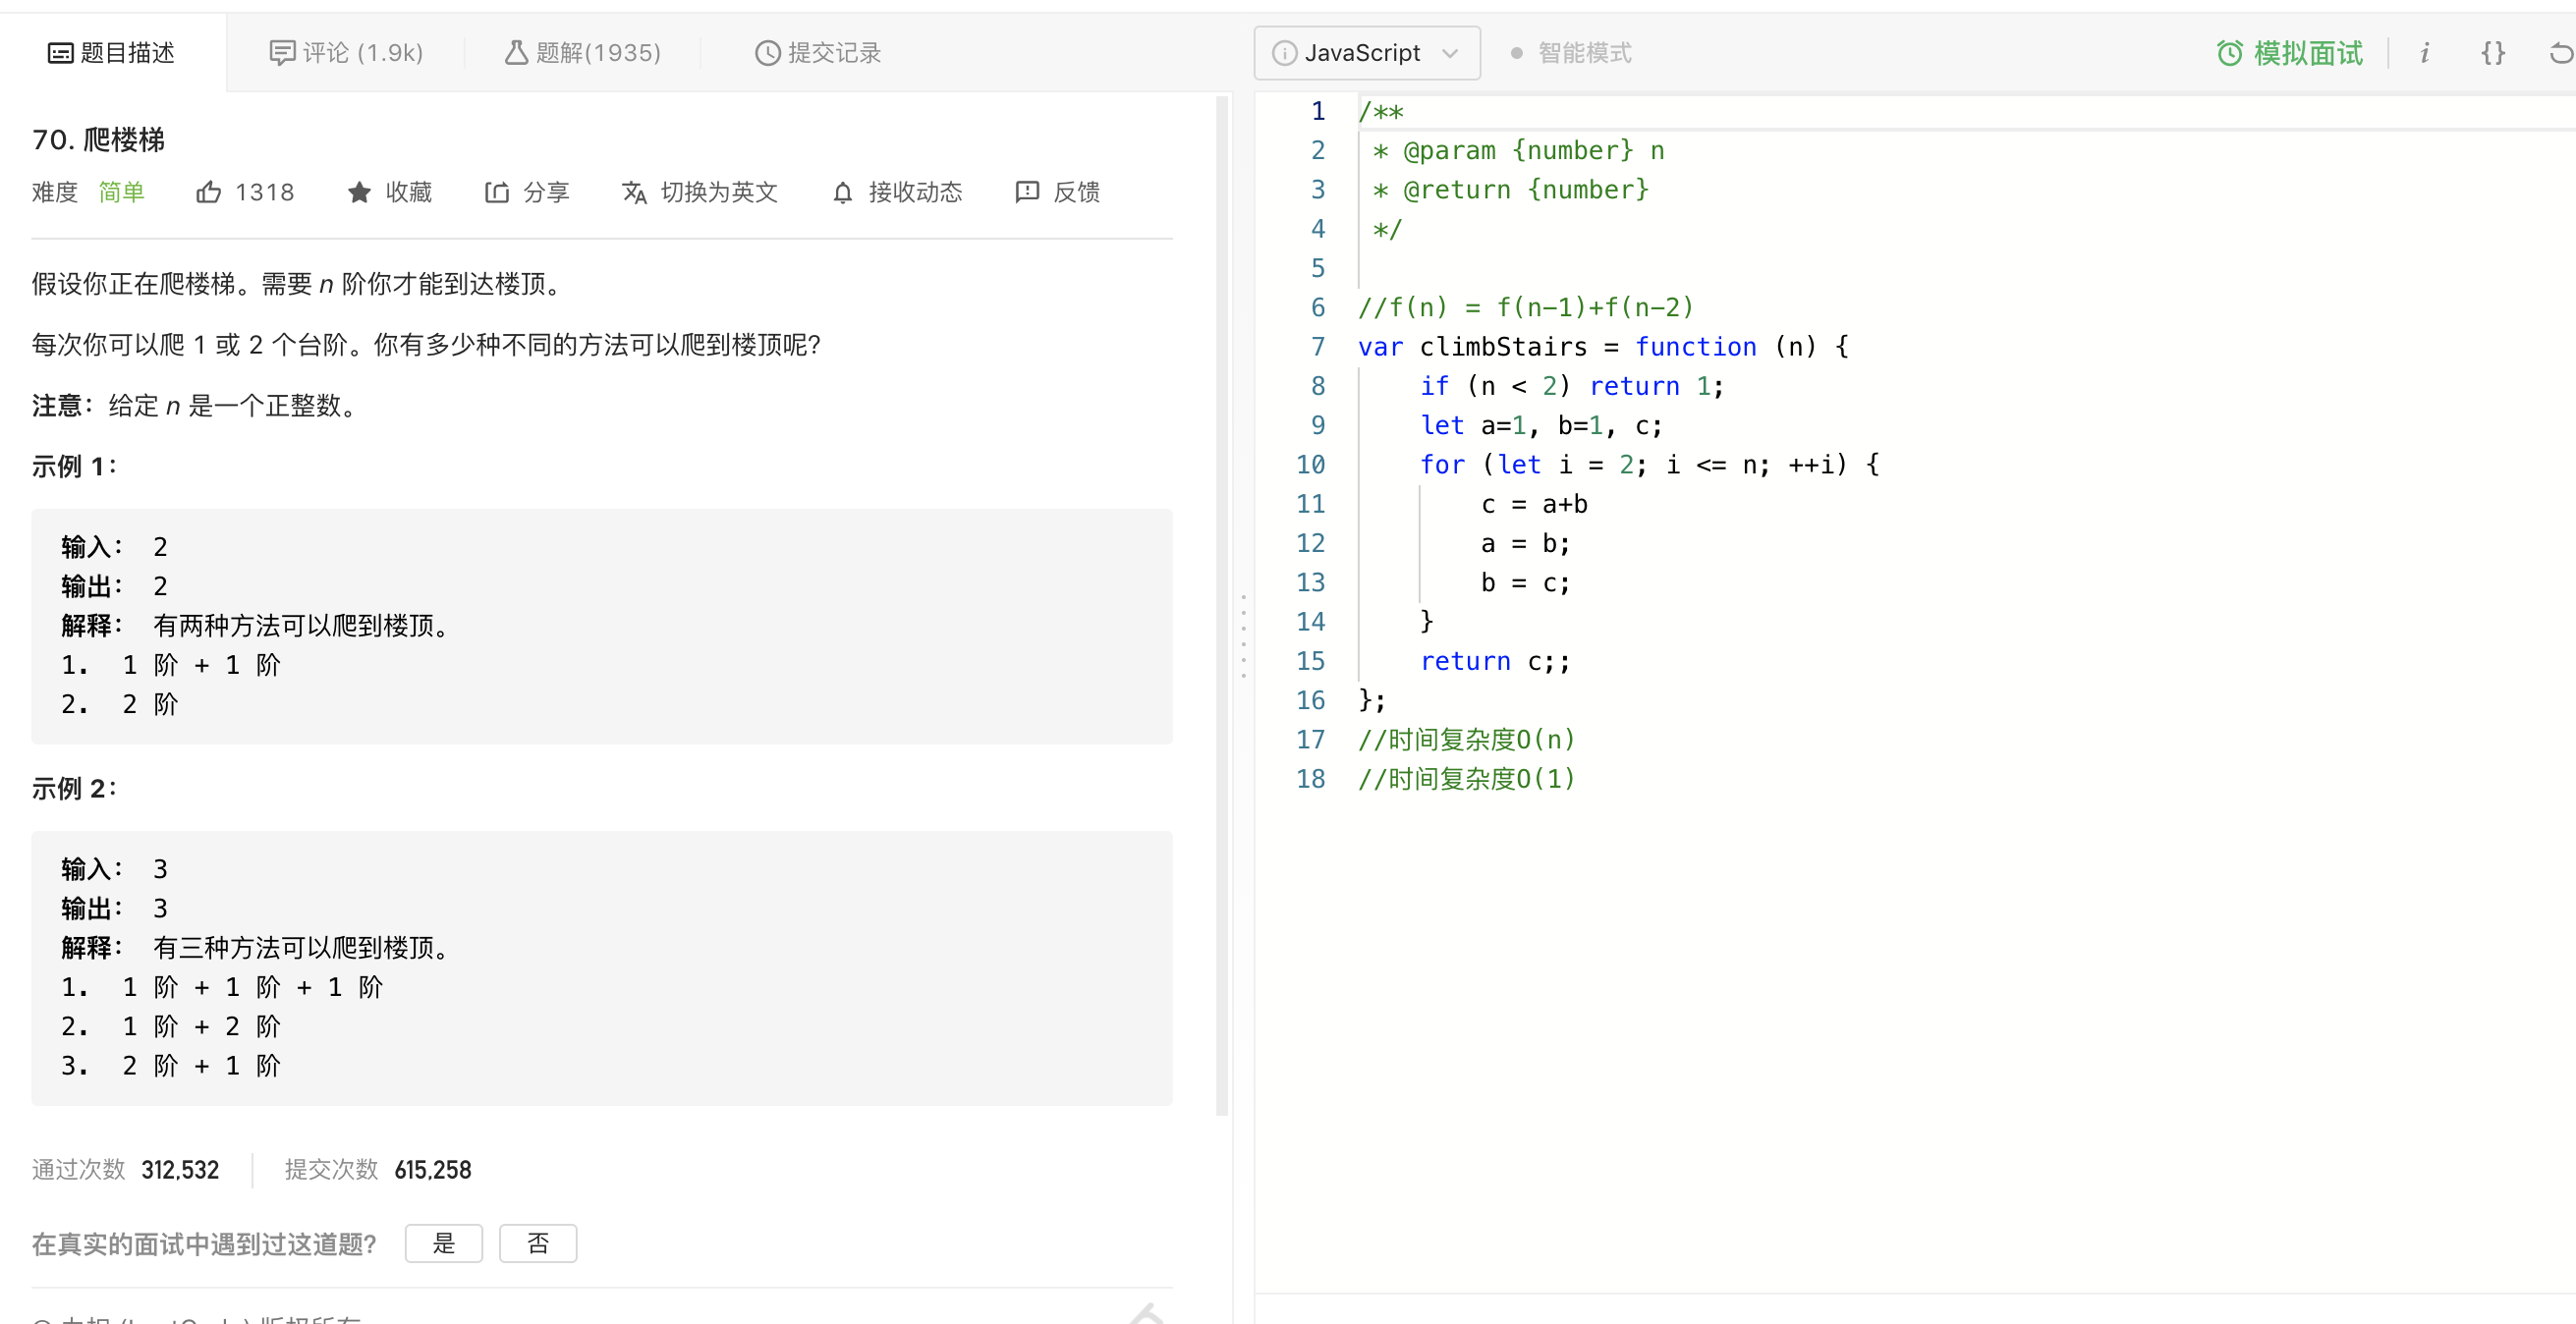 题目描述
评论 (1.9k)
题解(1935)
提交记录
70. 爬楼梯
难度 简单 1318 收藏 分享 切换为英文 接收动态 反馈
假设你正在爬楼梯。需要 n 阶你才能到达楼顶。
每次你可以爬 1 或 2 个台阶。你有多少种不同的方法可以爬到楼顶呢?
注意：给定 n 是一个正整数。
示例 1：
输入： 2
输出： 2
解释： 有两种方法可以爬到楼顶。
1. 1 阶 + 1 阶
2. 2 阶
示例 2：
输入： 3
输出： 3
解释： 有三种方法可以爬到楼顶。
1. 1 阶 + 1 阶 + 1 阶
2. 1 阶 + 2 阶
3. 2 阶 + 1 阶
通过次数 312,532 提交次数 615,258
在真实的面试中遇到过这道题? 是 否
JavaScript
智能模式
模拟面试
i
{}
1 /**
2 * @param {number} n
3 * @return {number}
4 */
5
6 //f(n) = f(n-1)+f(n-2)
7 var climbStairs = function (n) {
8 if (n < 2) return 1;
9 let a=1, b=1, c;
10 for (let i = 2; i <= n; ++i) {
11 c = a+b
12 a = b;
13 b = c;
14 }
15 return c;;
16 };
17 //时间复杂度O(n)
18 //时间复杂度O(1)